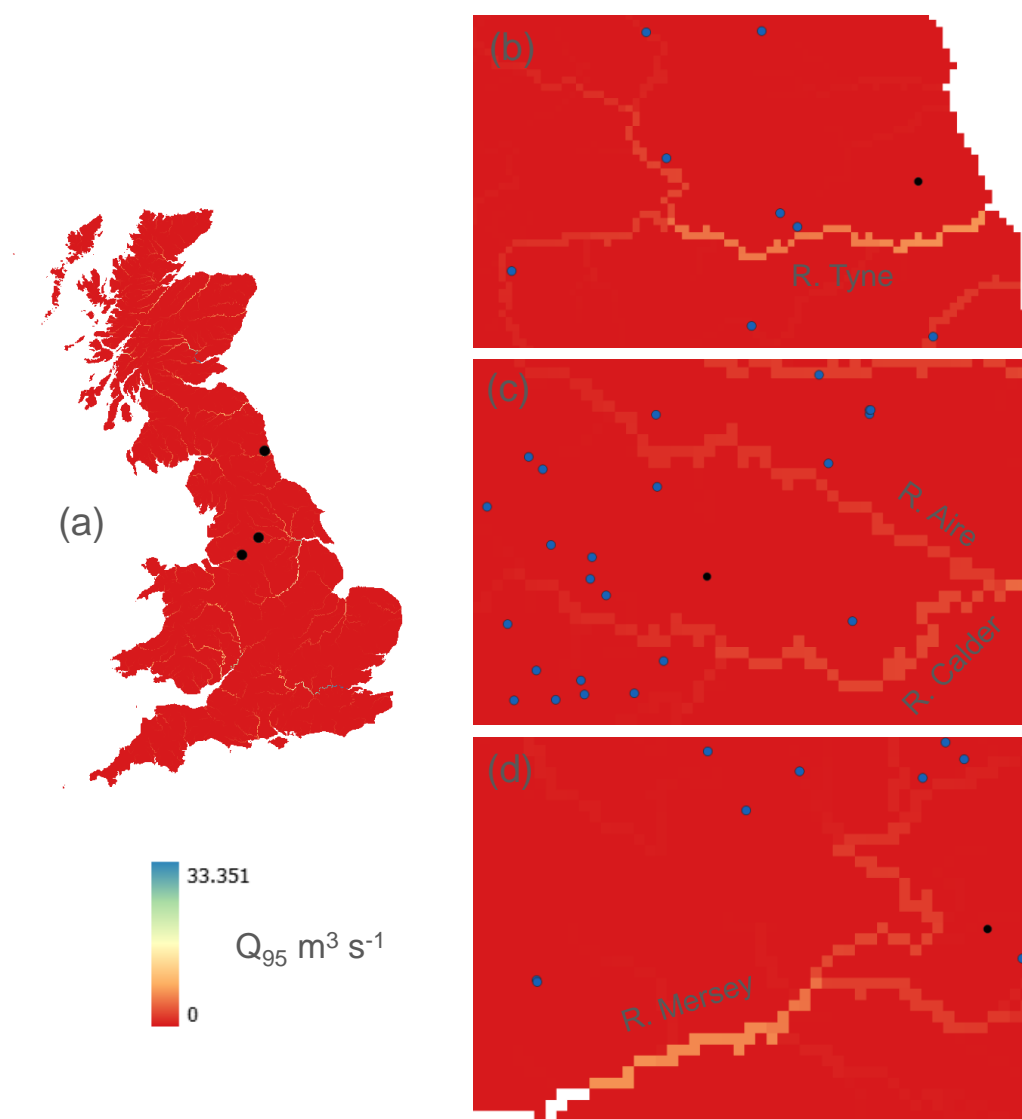 (a)
33.351
Q₉₅ m³ s⁻¹
0
(b)
R. Tyne
(c)
R. Aire
R. Calder
(d)
R. Mersey